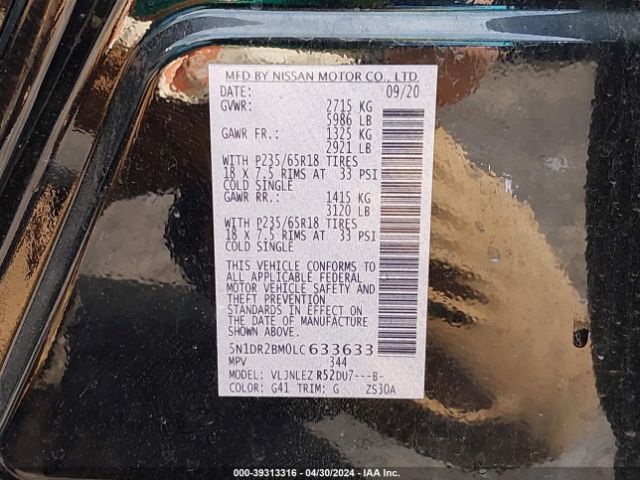 MFD BY NISSAN MOTOR CO., LTD.
DATE: 09/20
GVWR: 2715 KG
5986 LB
GAWR FR.: 1325 KG
2921 LB
WITH P235/65R18 TIRES
18 X 7.5 RIMS AT 33 PSI
COLD SINGLE
GAWR RR.: 1415 KG
3120 LB
WITH P235/65R18 TIRES
18 X 7.5 RIMS AT 33 PSI
COLD SINGLE
THIS VEHICLE CONFORMS TO
ALL APPLICABLE FEDERAL
MOTOR VEHICLE SAFETY AND
THEFT PREVENTION
STANDARDS IN EFFECT ON
THE DATE OF MANUFACTURE
SHOWN ABOVE.
5N1DR2BM0LC633633
MPV 344
MODEL: VLJNLEZ R52DU7---B-
COLOR: G41 TRIM: G ZS30A
000-39313316 - 04/30/2024 - IAA Inc.